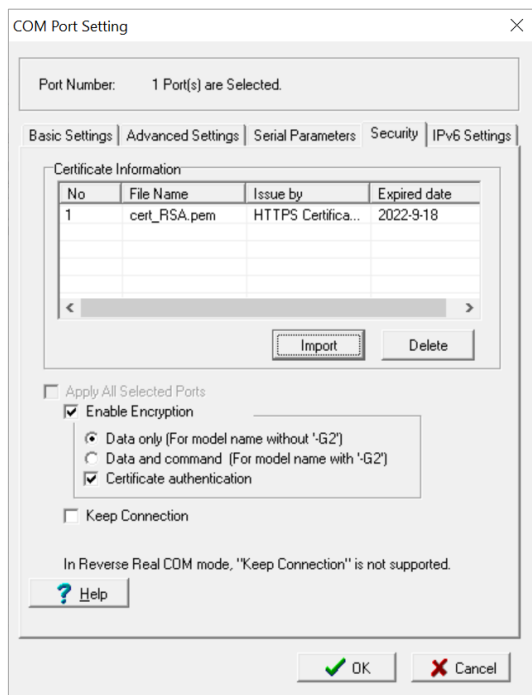 COM Port Setting
Port Number: 1 Port(s) are Selected.
Basic Settings Advanced Settings Serial Parameters Security IPv6 Settings
Certificate Information
No File Name Issue by Expired date
1 cert_RSA.pem HTTPS Certifica... 2022-9-18
Import Delete
Apply All Selected Ports
Enable Encryption
Data only (For model name without '-G2')
Data and command (For model name with '-G2')
Certificate authentication
Keep Connection
In Reverse Real COM mode, "Keep Connection" is not supported.
? Help
OK Cancel